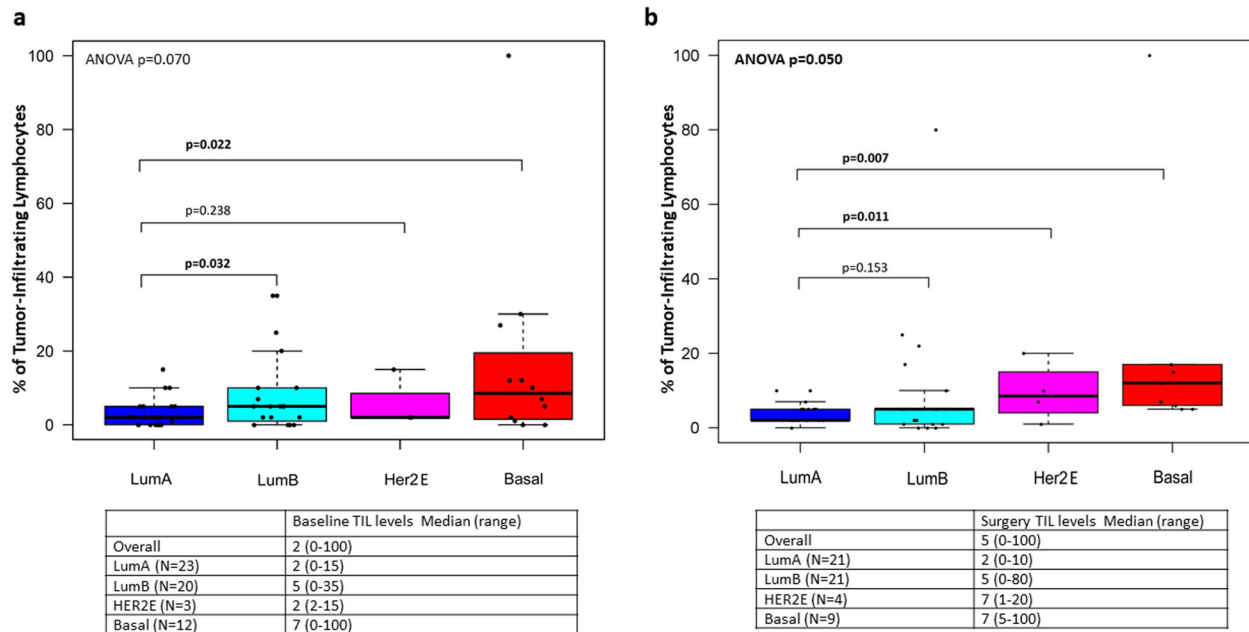 a
ANOVA p=0.070
p=0.022
p=0.238
p=0.032
% of Tumor-Infiltrating Lymphocytes
100
80
60
40
20
0
LumA LumB Her2E Basal
Baseline TIL levels Median (range)
Overall 2 (0-100)
LumA (N=23) 2 (0-15)
LumB (N=20) 5 (0-35)
HER2E (N=3) 2 (2-15)
Basal (N=12) 7 (0-100)
b
ANOVA p=0.050
p=0.007
p=0.011
p=0.153
% of Tumor-Infiltrating Lymphocytes
100
80
60
40
20
0
LumA LumB Her2E Basal
Surgery TIL levels Median (range)
Overall 5 (0-100)
LumA (N=21) 2 (0-10)
LumB (N=21) 5 (0-80)
HER2E (N=4) 7 (1-20)
Basal (N=9) 7 (5-100)